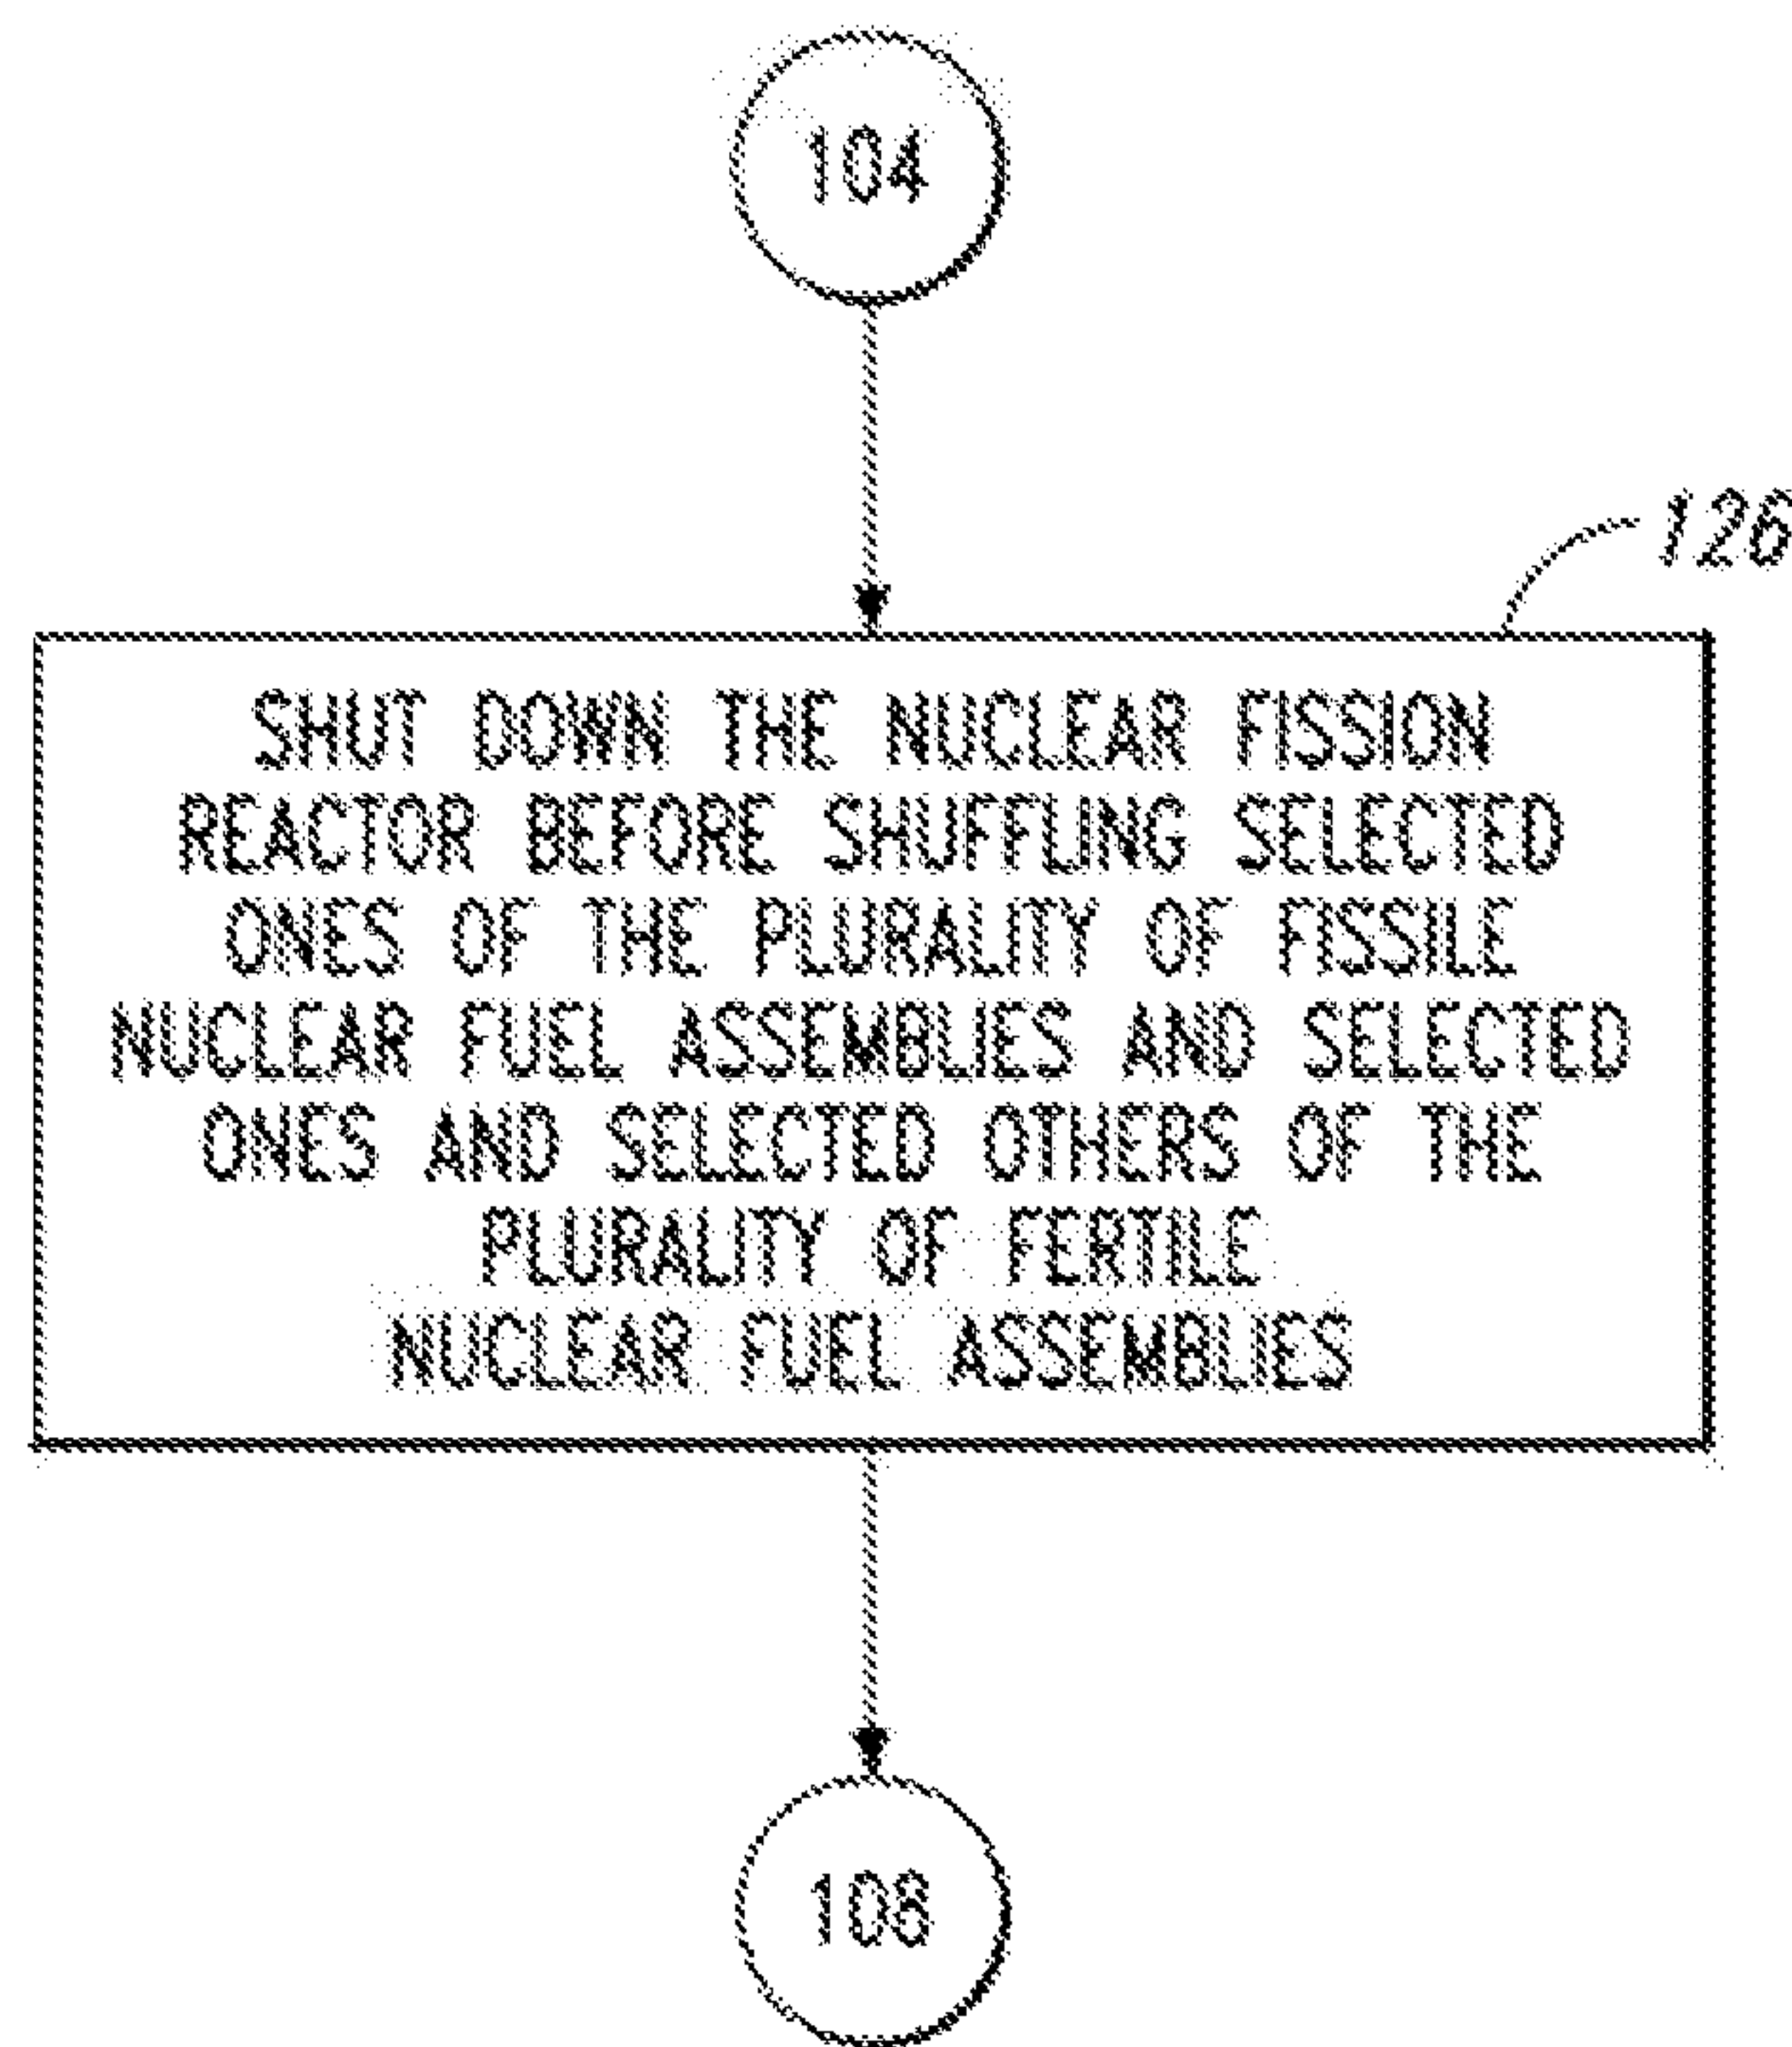 104
126
SHUT DOWN THE NUCLEAR FISSION
REACTOR BEFORE SHUFFLING SELECTED
ONES OF THE PLURALITY OF FISSILE
NUCLEAR FUEL ASSEMBLIES AND SELECTED
ONES AND SELECTED OTHERS OF THE
PLURALITY OF FERTILE
NUCLEAR FUEL ASSEMBLIES
108